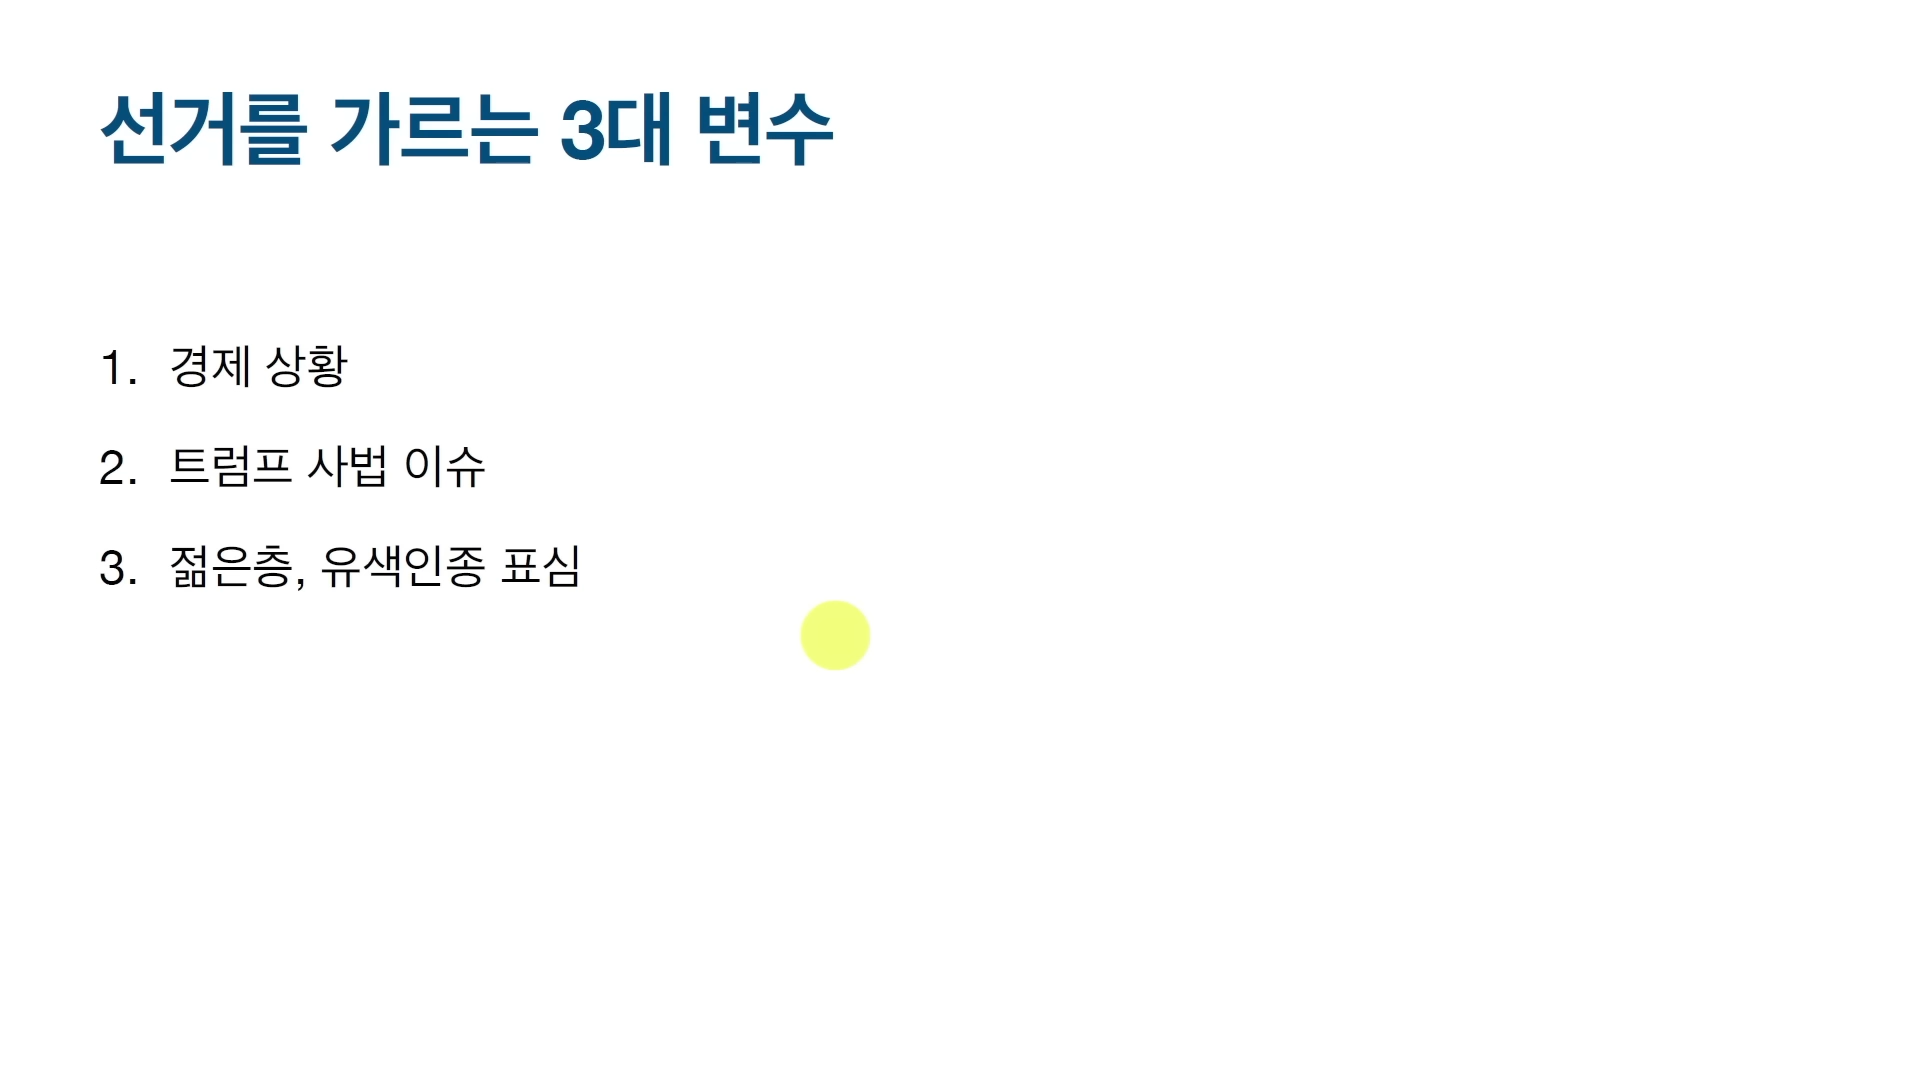 선거를 가르는 3대 변수
1. 경제 상황
2. 트럼프 사법 이슈
3. 젊은층, 유색인종 표심